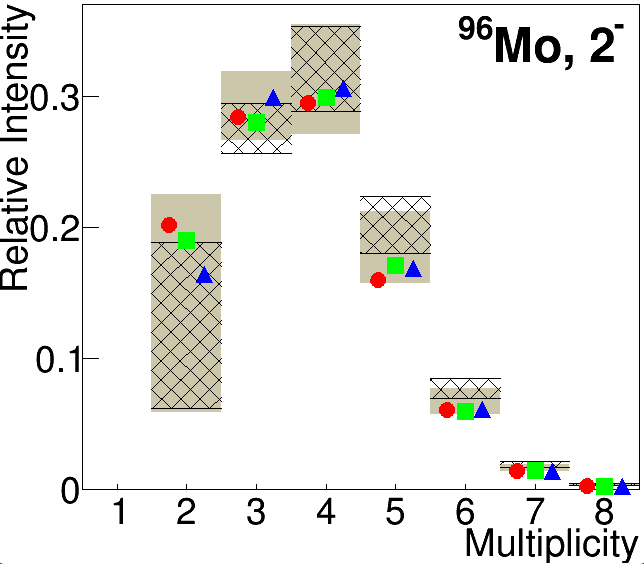 ⁹⁶Mo, 2⁻
Relative Intensity
0.3
0.2
0.1
0
1 2 3 4 5 6 7 8
Multiplicity